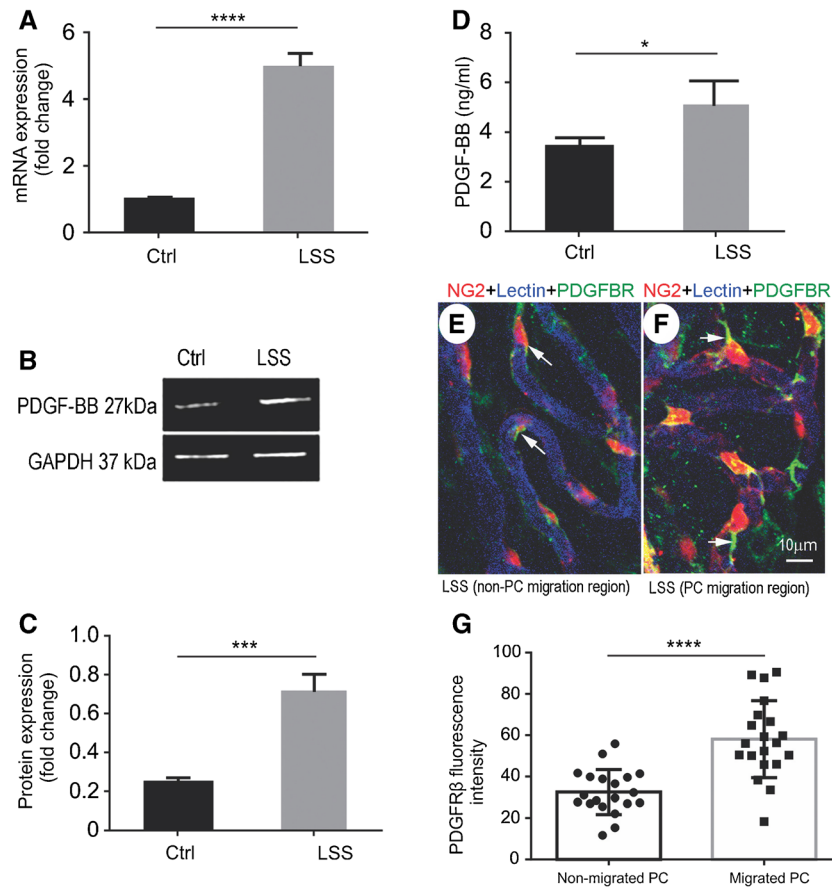 A
****
mRNA expression
(fold change)
6
4
2
0
Ctrl
LSS
B
Ctrl
LSS
PDGF-BB 27kDa
GAPDH 37 kDa
C
***
Protein expression
(fold change)
1.0
0.8
0.6
0.4
0.2
0
Ctrl
LSS
D
*
PDGF-BB (ng/ml)
8
6
4
2
0
Ctrl
LSS
NG2+Lectin+PDGFBR
NG2+Lectin+PDGFBR
E
F
10μm
LSS (non-PC migration region)
LSS (PC migration region)
G
****
PDGFRβ fluorescence
intensity
100
80
60
40
20
0
Non-migrated PC
Migrated PC